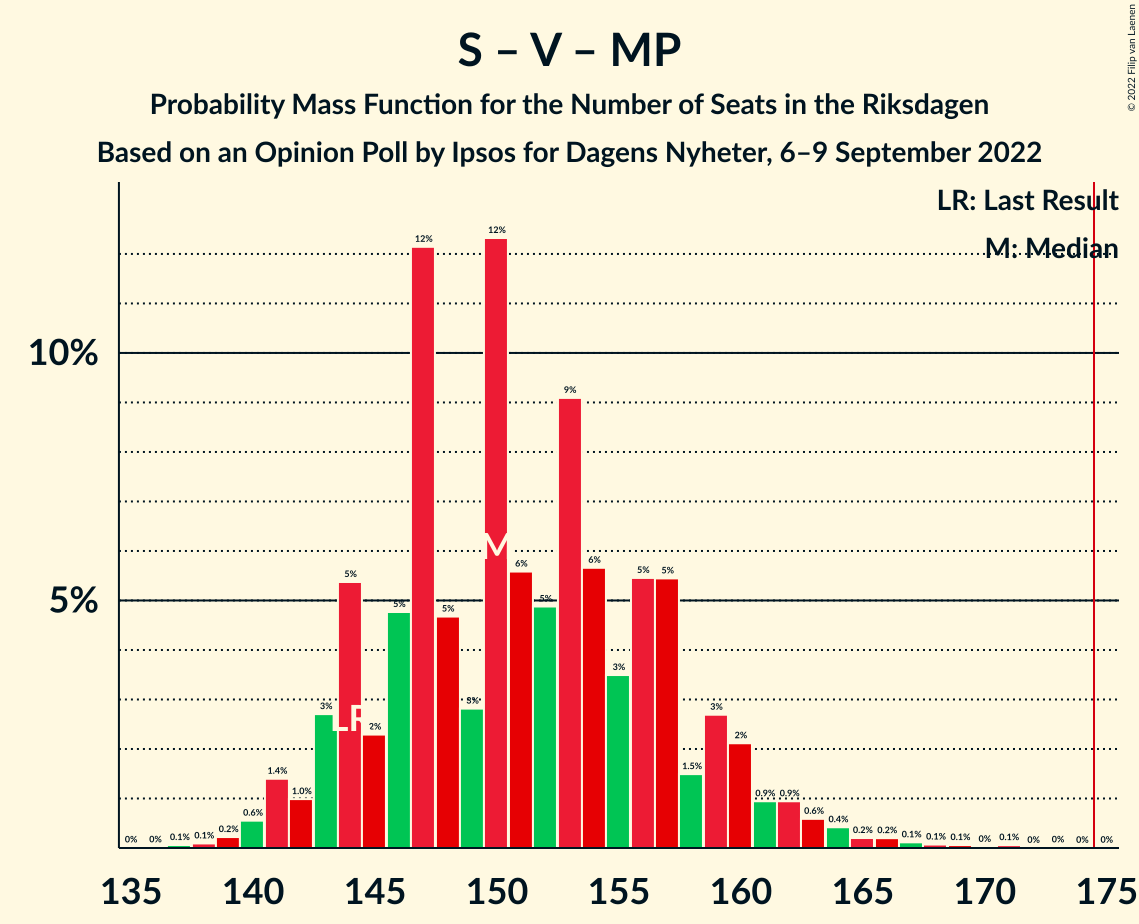 S – V – MP
Probability Mass Function for the Number of Seats in the Riksdagen
Based on an Opinion Poll by Ipsos for Dagens Nyheter, 6–9 September 2022
© 2022 Filip van Laenen
LR: Last Result
M: Median
10%
5%
0% 0% 0.1% 0.1% 0.2% 0.6% 1.4% 1.0% 3% 5% 2% 5% 12% 5% 3% 12% 6% 5% 9% 6% 3% 5% 5% 1.5% 3% 2% 0.9% 0.9% 0.6% 0.4% 0.2% 0.2% 0.1% 0.1% 0.1% 0% 0.1% 0% 0% 0% 0%
LR
M
135 140 145 150 155 160 165 170 175